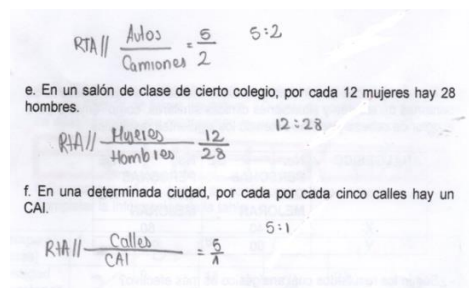 RTA// Autos/Camiones = 5/2 5:2
e. En un salón de clase de cierto colegio, por cada 12 mujeres hay 28
hombres.
RtA// Mujeres/Hombres 12/28 12:28
f. En una determinada ciudad, por cada por cada cinco calles hay un
CAI.
RtA// Calles/CAI = 5/1 5:1